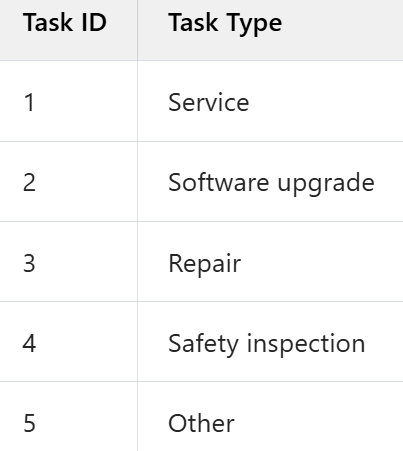 Task ID Task Type
1 Service
2 Software upgrade
3 Repair
4 Safety inspection
5 Other